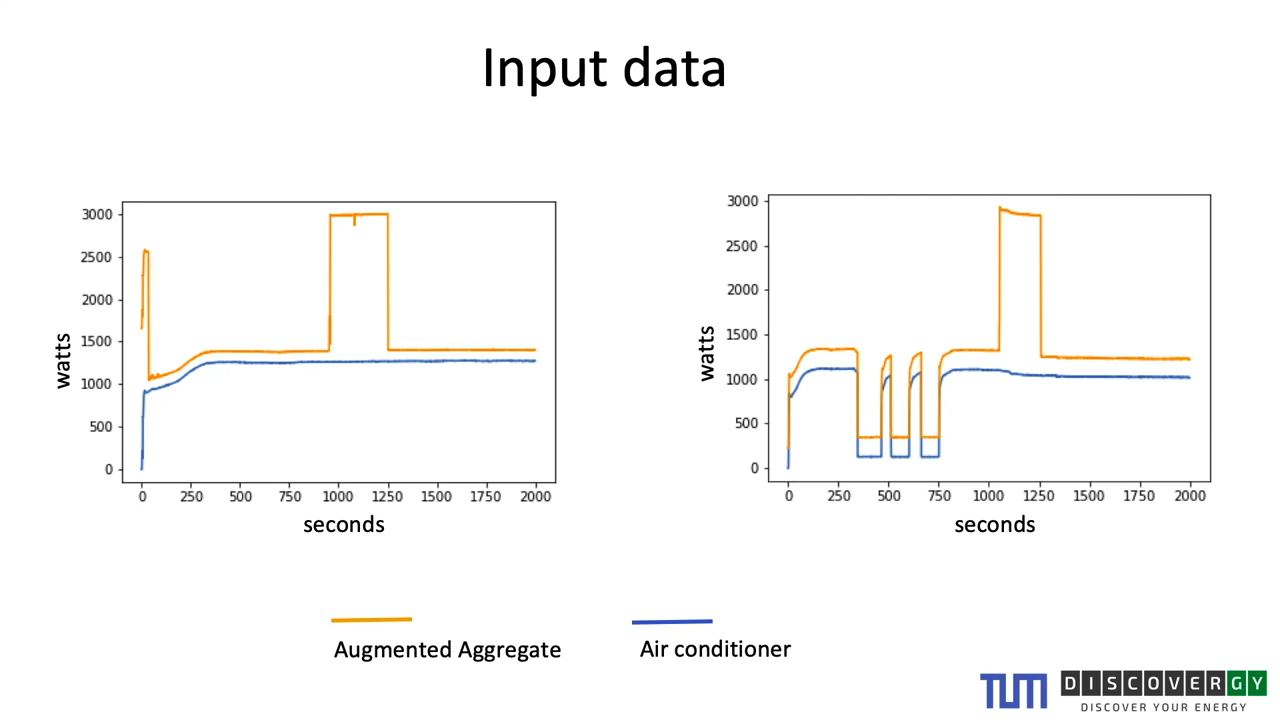 Input data
3000
2500
2000
1500
1000
500
0
watts
0 250 500 750 1000 1250 1500 1750 2000
seconds
3000
2500
2000
1500
1000
500
0
watts
0 250 500 750 1000 1250 1500 1750 2000
seconds
Augmented Aggregate
Air conditioner
TUM
DISCOVERGY
DISCOVER YOUR ENERGY